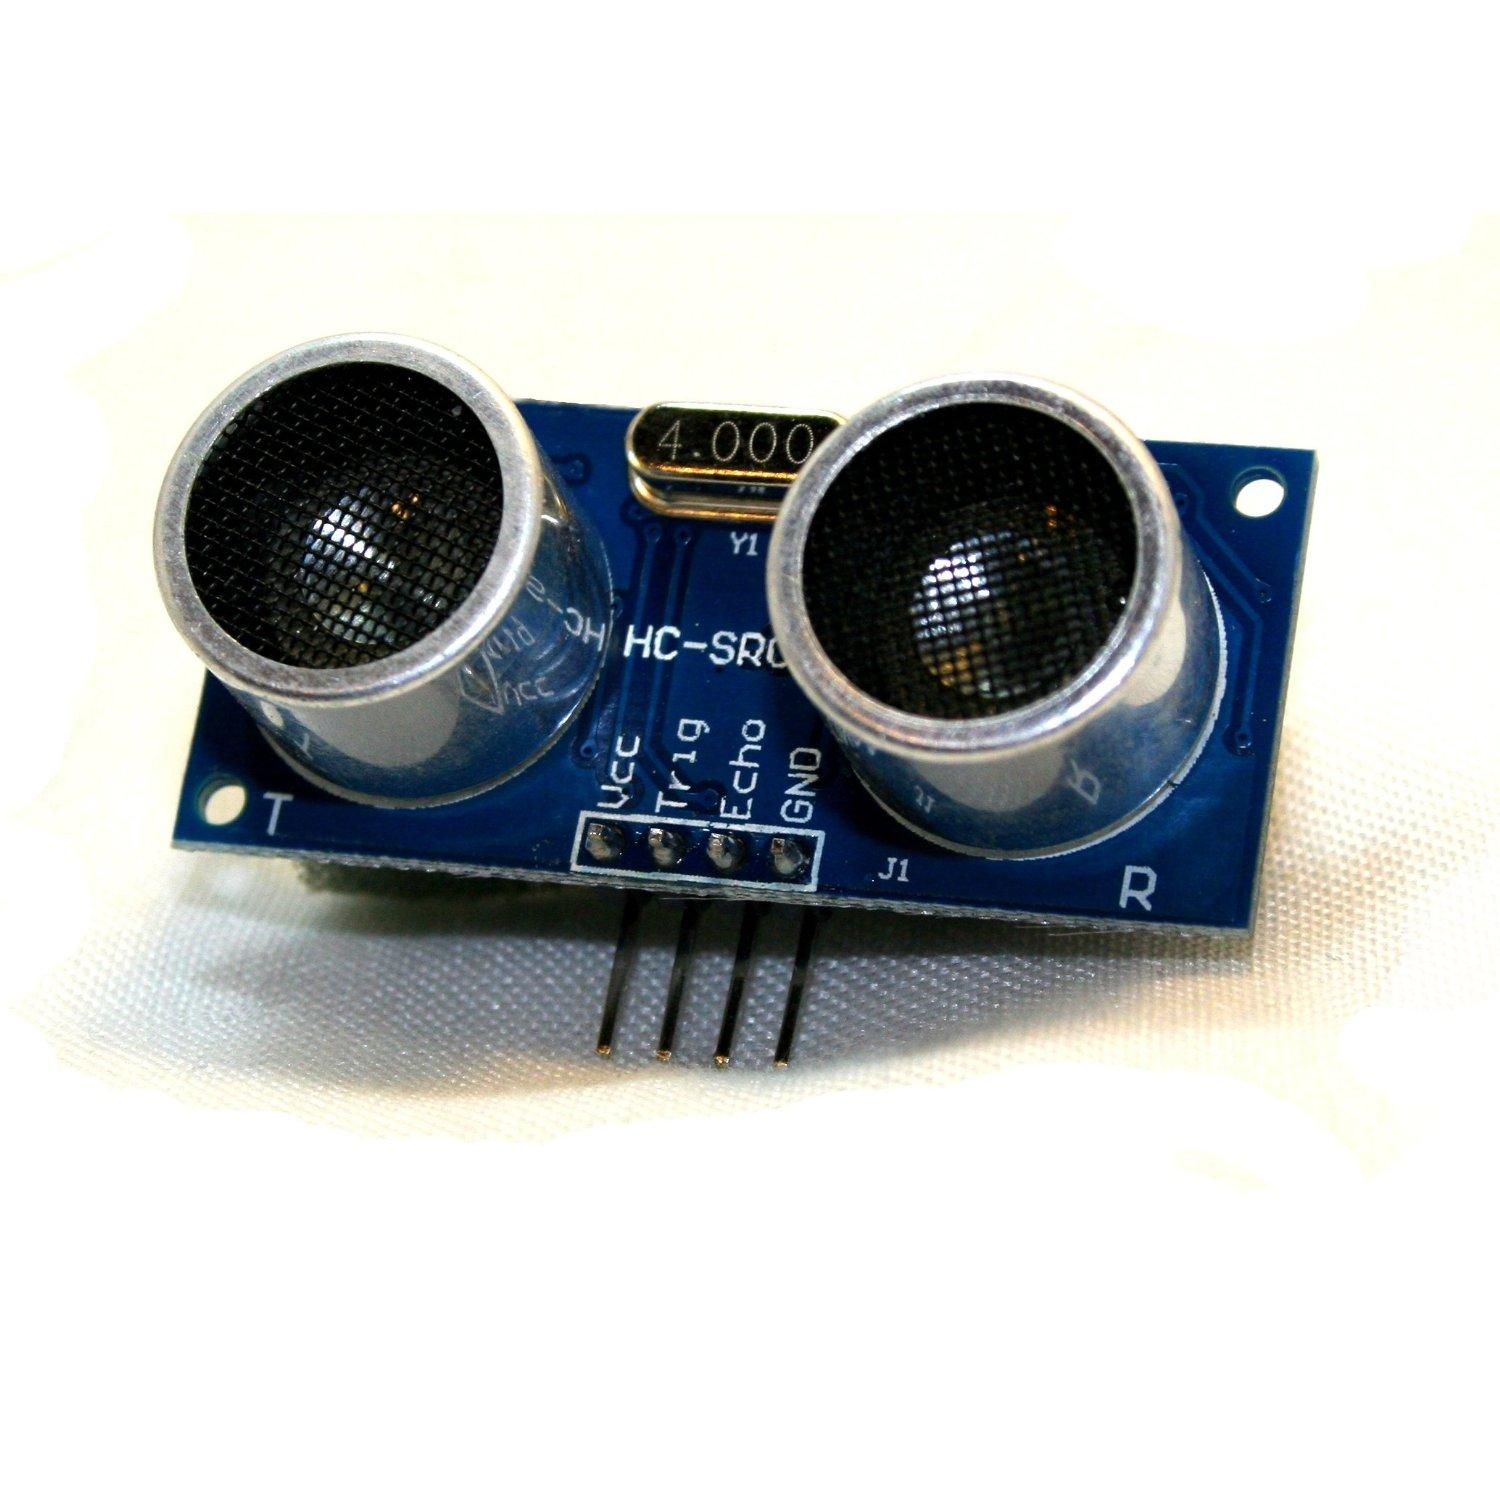 4.000
Y1
HC-SR0
Vcc
Trig
Echo
GND
T
J1
R